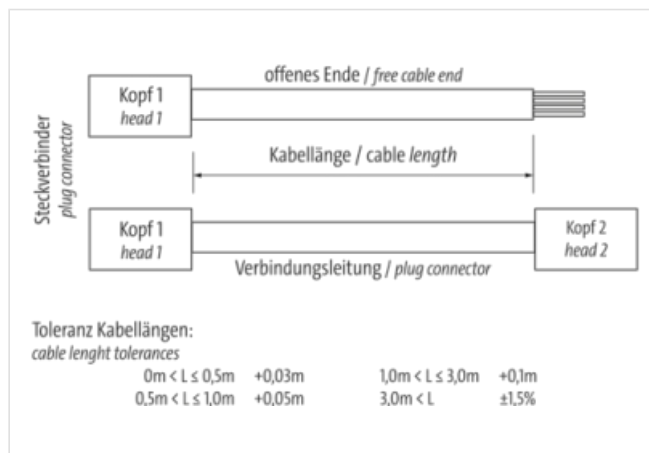 offenes Ende / free cable end
Kopf 1
head 1
Steckverbinder
plug connector
Kabellänge / cable length
Kopf 1
head 1
Kopf 2
head 2
Verbindungsleitung / plug connector
Toleranz Kabellängen:
cable lenght tolerances
0m < L ≤ 0,5m +0,03m 1,0m < L ≤ 3,0m +0,1m
0.5m < L ≤ 1,0m +0,05m 3,0m < L ±1.5%